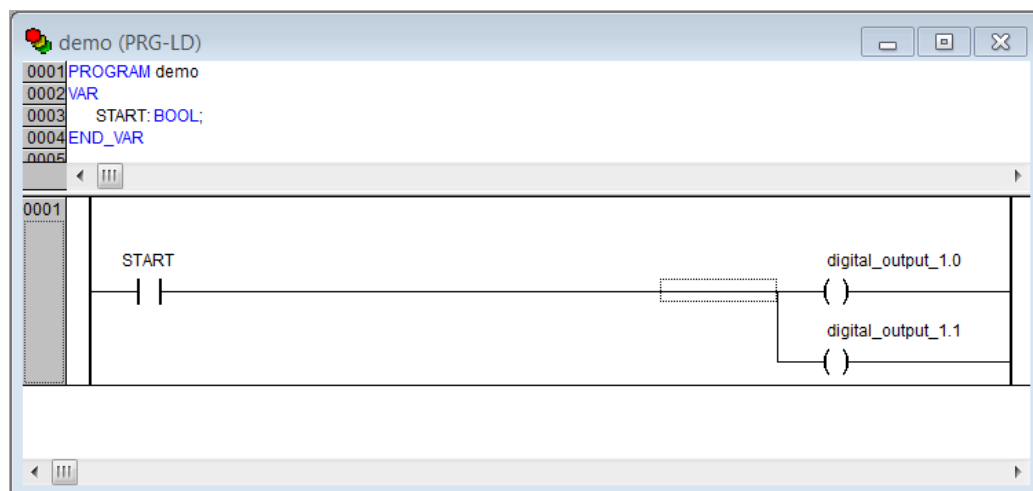 demo (PRG-LD)
0001 PROGRAM demo
0002 VAR
0003 START: BOOL;
0004 END_VAR
0005
0001
START
digital_output_1.0
digital_output_1.1